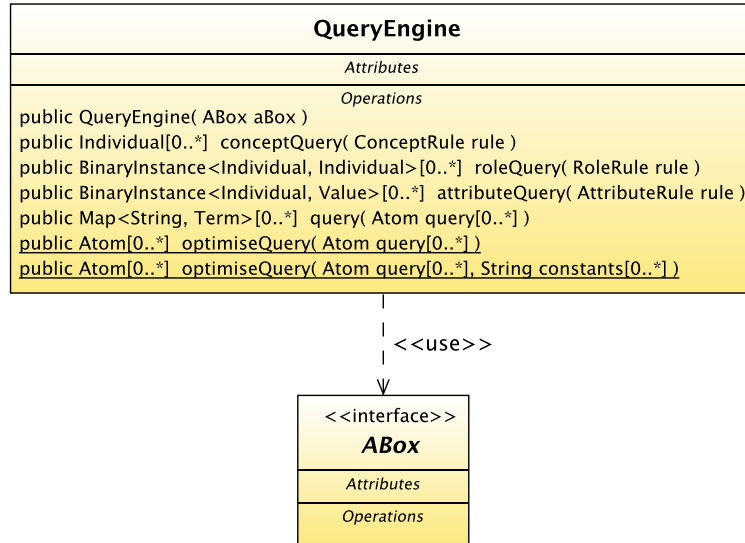 QueryEngine
Attributes
Operations
public QueryEngine( ABox aBox )
public Individual[0..*]  conceptQuery( ConceptRule rule )
public BinaryInstance<Individual, Individual>[0..*]  roleQuery( RoleRule rule )
public BinaryInstance<Individual, Value>[0..*]  attributeQuery( AttributeRule rule )
public Map<String, Term>[0..*]  query( Atom query[0..*] )
public Atom[0..*]  optimiseQuery( Atom query[0..*] )
public Atom[0..*]  optimiseQuery( Atom query[0..*], String constants[0..*] )
<<use>>
<<interface>>
ABox
Attributes
Operations